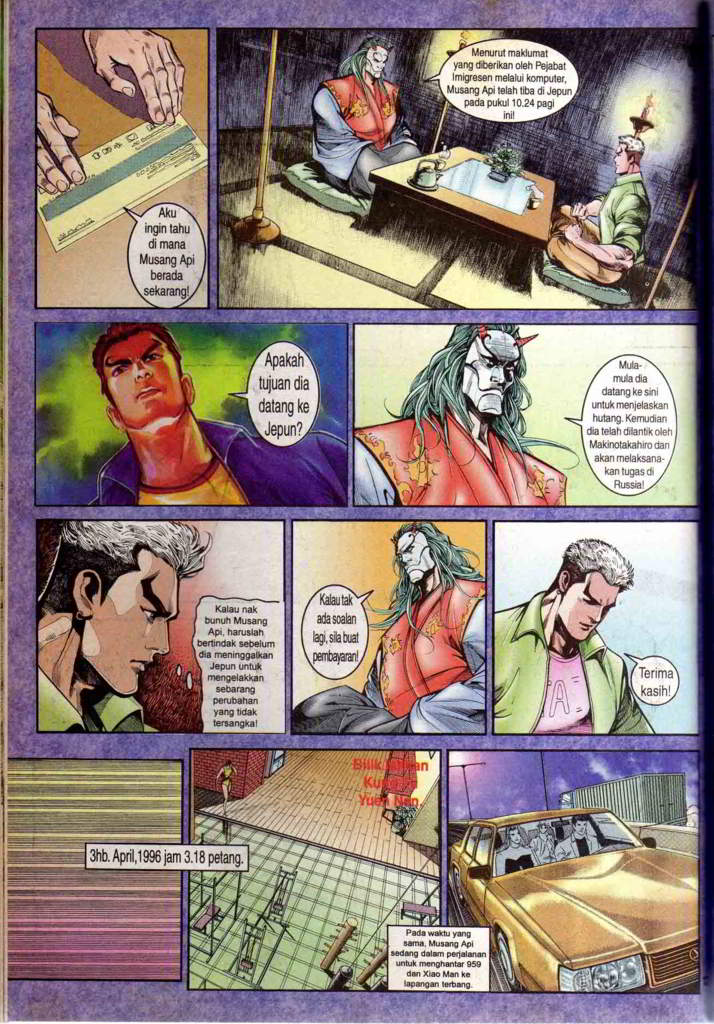 Aku
ingin tahu
di mana
Musang Api
berada
sekarang!
Menurut maklumat
yang diberikan oleh Pejabat
Imigresen melalui komputer,
Musang Api telah tiba di Jepun
pada pukul 10.24 pagi
ini!
Apakah
tujuan dia
datang ke
Jepun?
Mula-
mula dia
datang ke sini
untuk menjelaskan
hutang. Kemudian
dia telah dilantik oleh
Makinotakahiro dan
akan melaksana-
kan tugas di
Russia!
Kalau nak
bunuh Musang
Api, haruslah
bertindak sebelum
dia meninggalkan
Jepun untuk
mengelakkan
sebarang
perubahan
yang tidak
tersangka!
Kalau tak
ada soalan
lagi, sila buat
pembayaran!
Terima
kasih!
A
3hb. April,1996 jam 3.18 petang.
Bilik
Yuen Nan.
Pada waktu yang
sama, Musang Api
sedang dalam perjalanan
untuk menghantar 959
dan Xiao Man ke
lapangan terbang.